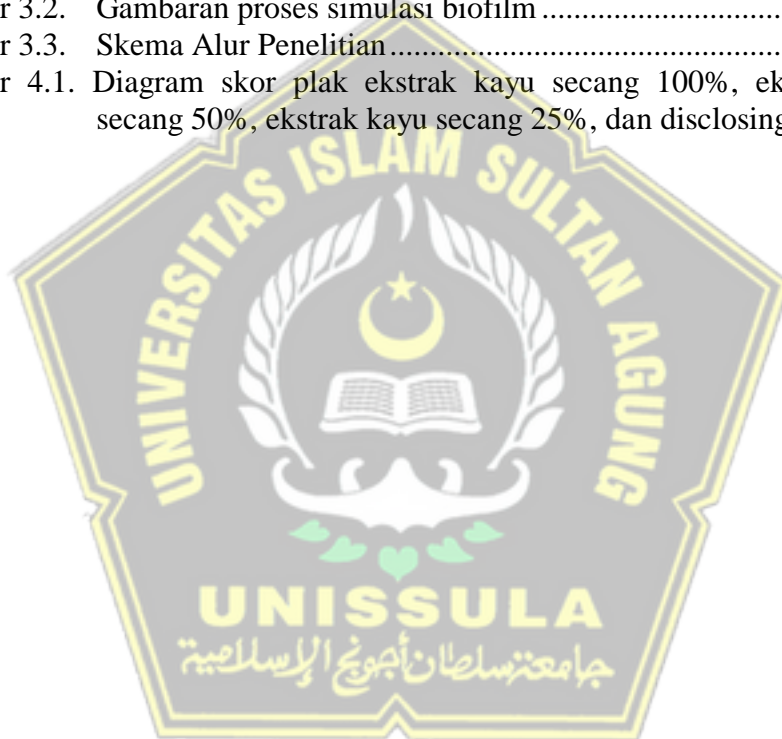 r 3.2. Gambaran proses simulasi biofilm ........................................
r 3.3. Skema Alur Penelitian ........................................................
r 4.1. Diagram skor plak ekstrak kayu secang 100%, ek
secang 50%, ekstrak kayu secang 25%, dan disclosing
UNIVERSITAS ISLAM SULTAN AGUNG
UNISSULA
جامعة سلطان أجونج الإسلامية